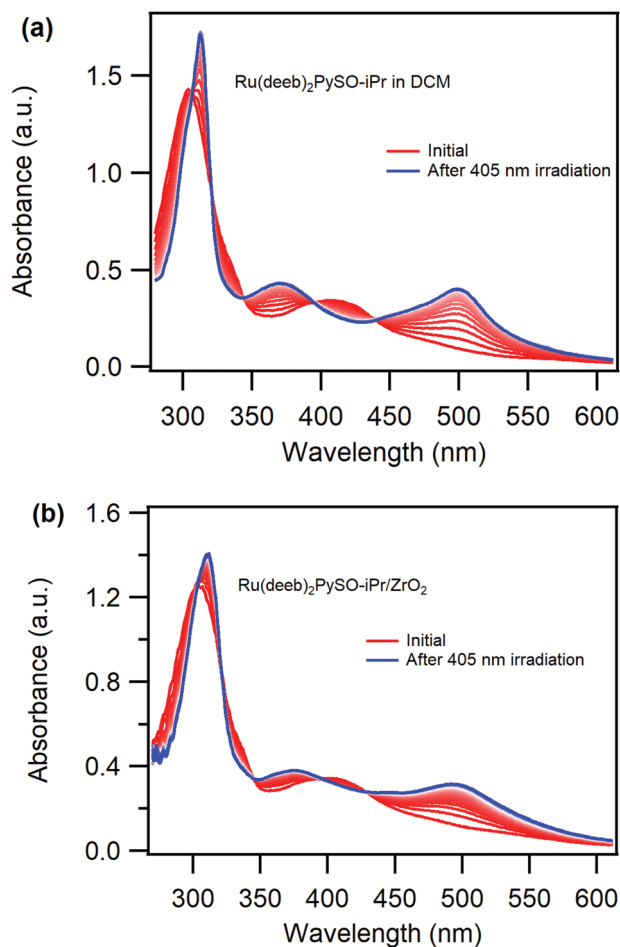 (a)
Absorbance (a.u.)
1.5
1.0
0.5
0.0
Ru(deeb)₂PySO-iPr in DCM
Initial
After 405 nm irradiation
300 350 400 450 500 550 600
Wavelength (nm)
(b)
Absorbance (a.u.)
1.6
1.2
0.8
0.4
0.0
Ru(deeb)₂PySO-iPr/ZrO₂
Initial
After 405 nm irradiation
300 350 400 450 500 550 600
Wavelength (nm)